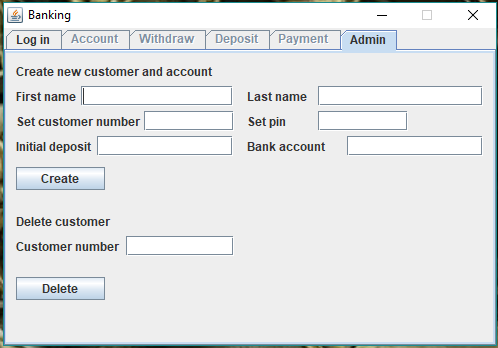 Banking
Log in Account Withdraw Deposit Payment Admin
Create new customer and account
First name Last name
Set customer number Set pin
Initial deposit Bank account
Create
Delete customer
Customer number
Delete